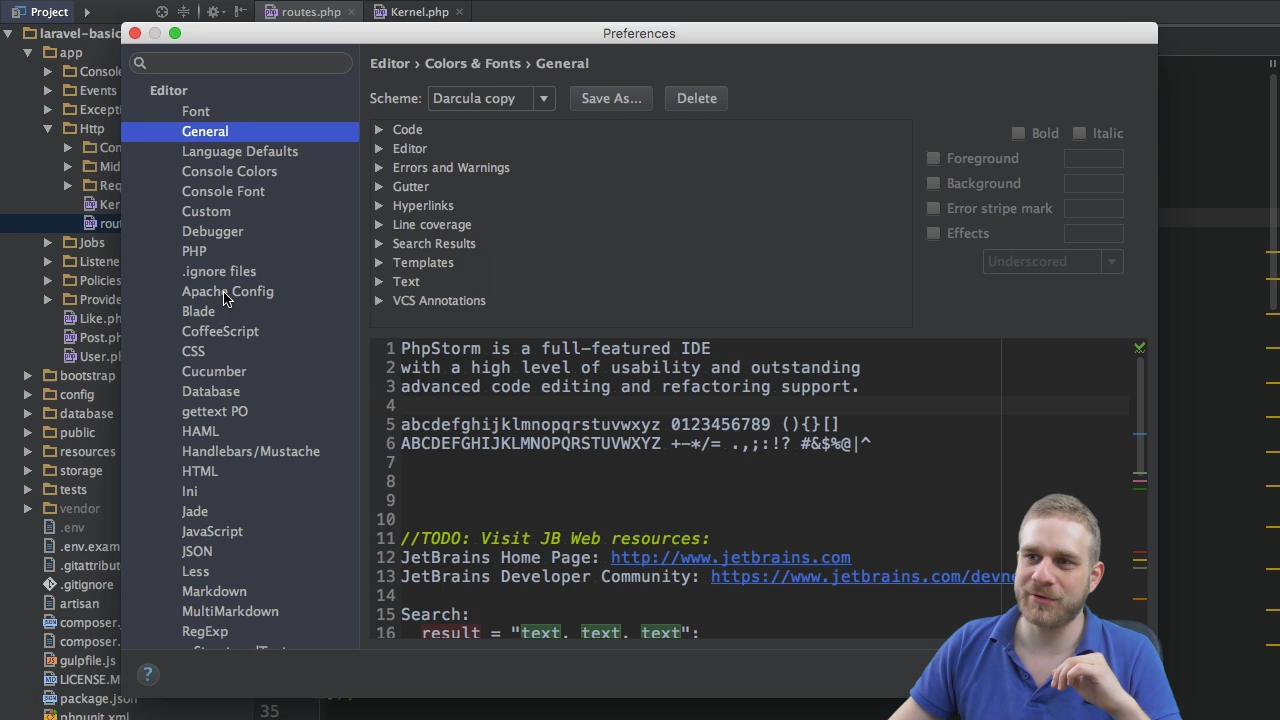 Project
routes.php
Kernel.php
Preferences
laravel-basic
app
Console
Events
Except
Http
Con
Mid
Req
Ker
rout
Jobs
Listene
Policies
Provide
Like.ph
Post.ph
User.ph
bootstrap
config
database
public
resources
storage
tests
vendor
.env
.env.exam
.gitattribut
.gitignore
artisan
composer.
composer.
gulpfile.js
LICENSE.M
package.json
phpunit.xml
Editor
Font
General
Language Defaults
Console Colors
Console Font
Custom
Debugger
PHP
.ignore files
Apache Config
Blade
CoffeeScript
CSS
Cucumber
Database
gettext PO
HAML
Handlebars/Mustache
HTML
Ini
Jade
JavaScript
JSON
Less
Markdown
MultiMarkdown
RegExp
?
Editor › Colors & Fonts › General
Scheme: Darcula copy Save As... Delete
Code
Editor
Errors and Warnings
Gutter
Hyperlinks
Line coverage
Search Results
Templates
Text
VCS Annotations
Bold Italic
Foreground
Background
Error stripe mark
Effects
Underscored
1 PhpStorm is a full-featured IDE
2 with a high level of usability and outstanding
3 advanced code editing and refactoring support.
4
5 abcdefghijklmnopqrstuvwxyz 0123456789 (){}[]
6 ABCDEFGHIJKLMNOPQRSTUVWXYZ +-*/= .,;:!? #&$%@|^
7
8
9
10
11 //TODO: Visit JB Web resources:
12 JetBrains Home Page: http://www.jetbrains.com
13 JetBrains Developer Community: https://www.jetbrains.com/devne
14
15 Search:
16 result = "text, text, text";
35